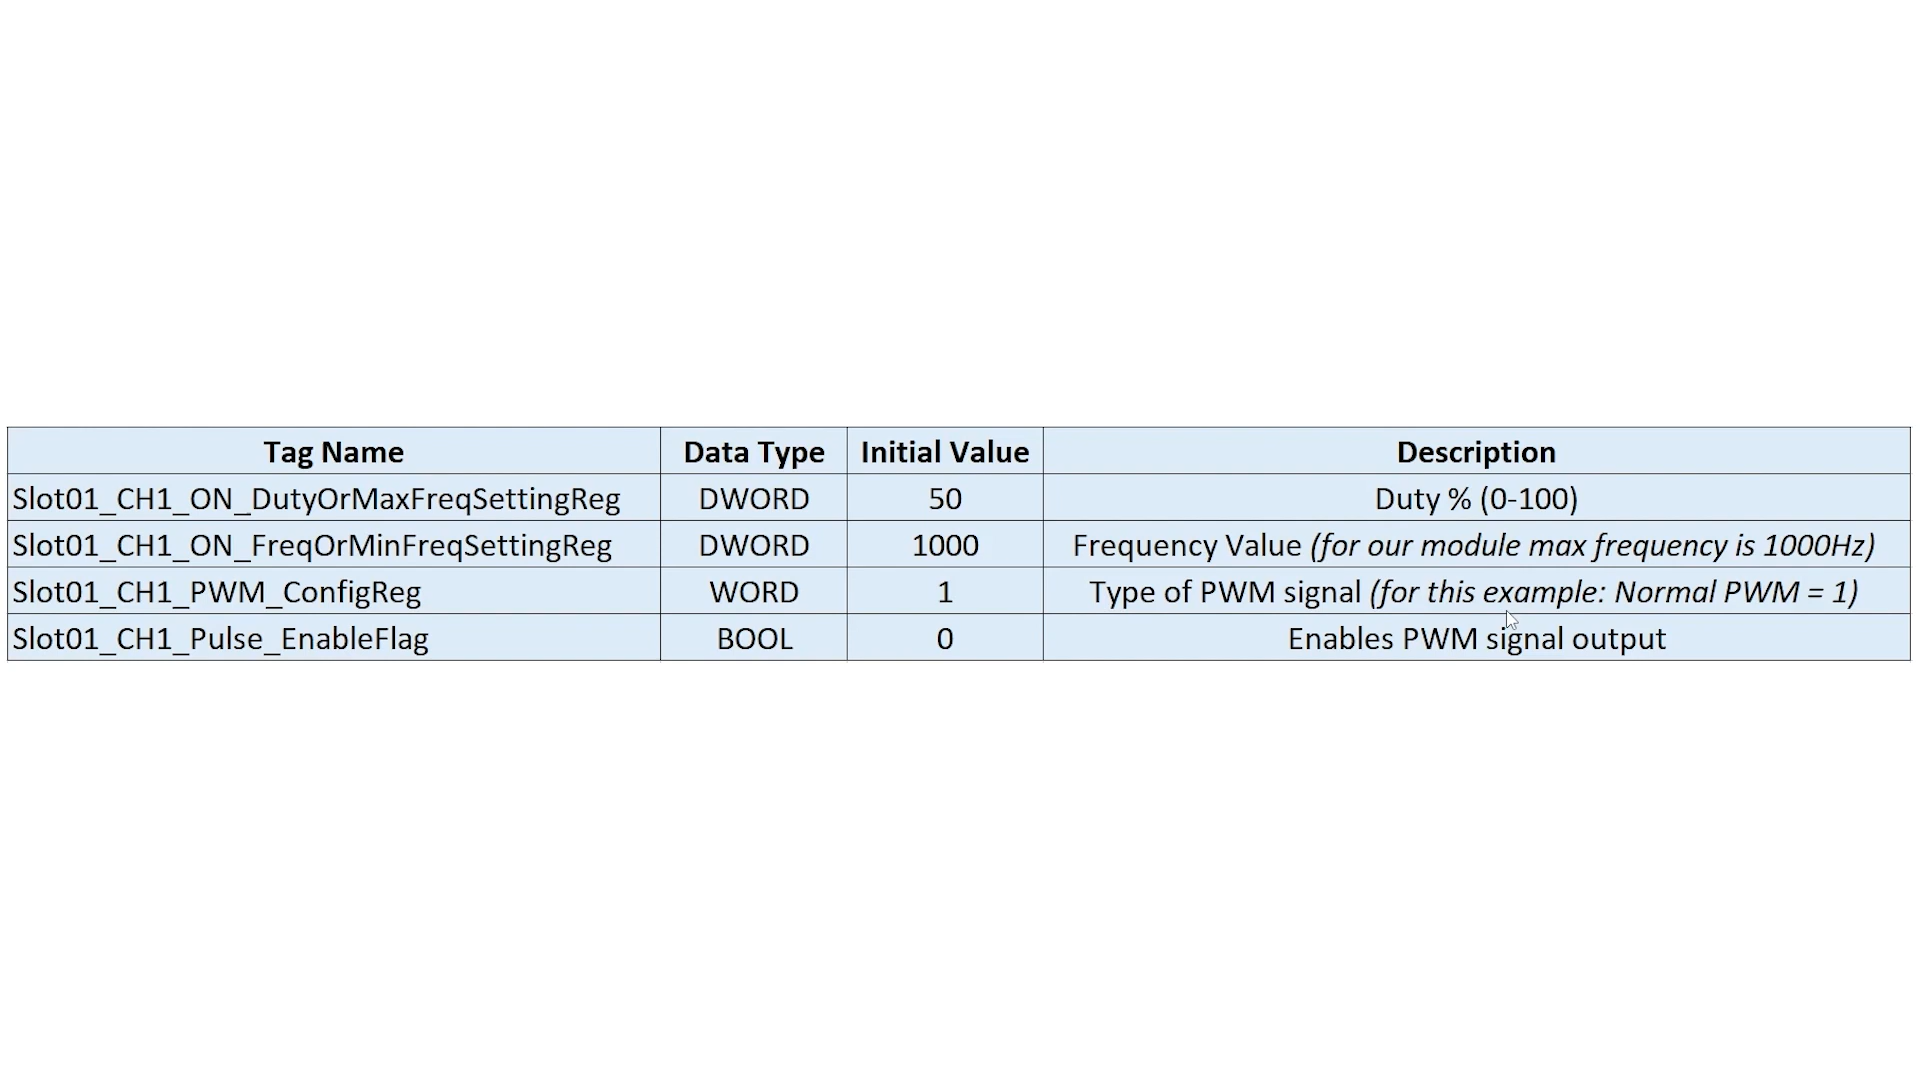 Tag Name Data Type Initial Value Description
Slot01_CH1_ON_DutyOrMaxFreqSettingReg DWORD 50 Duty % (0-100)
Slot01_CH1_ON_FreqOrMinFreqSettingReg DWORD 1000 Frequency Value (for our module max frequency is 1000Hz)
Slot01_CH1_PWM_ConfigReg WORD 1 Type of PWM signal (for this example: Normal PWM = 1)
Slot01_CH1_Pulse_EnableFlag BOOL 0 Enables PWM signal output